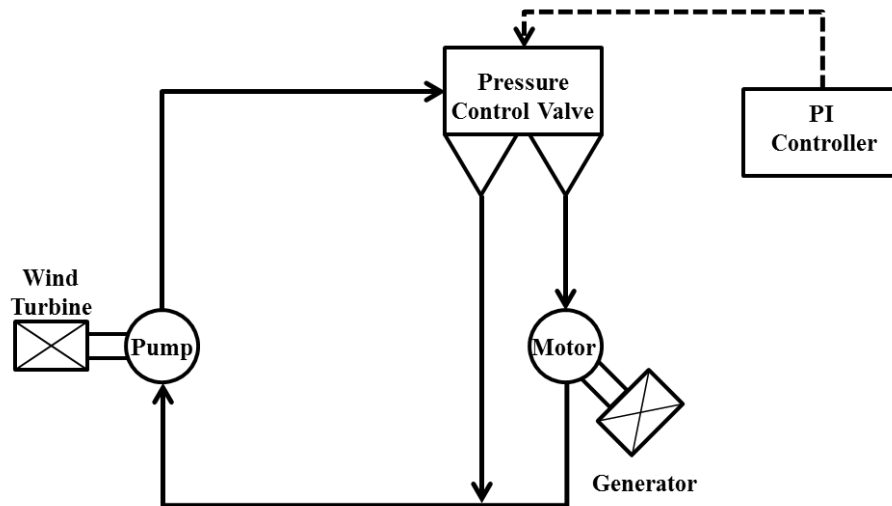 Pressure
Control Valve
PI
Controller
Wind
Turbine
Pump
Motor
Generator